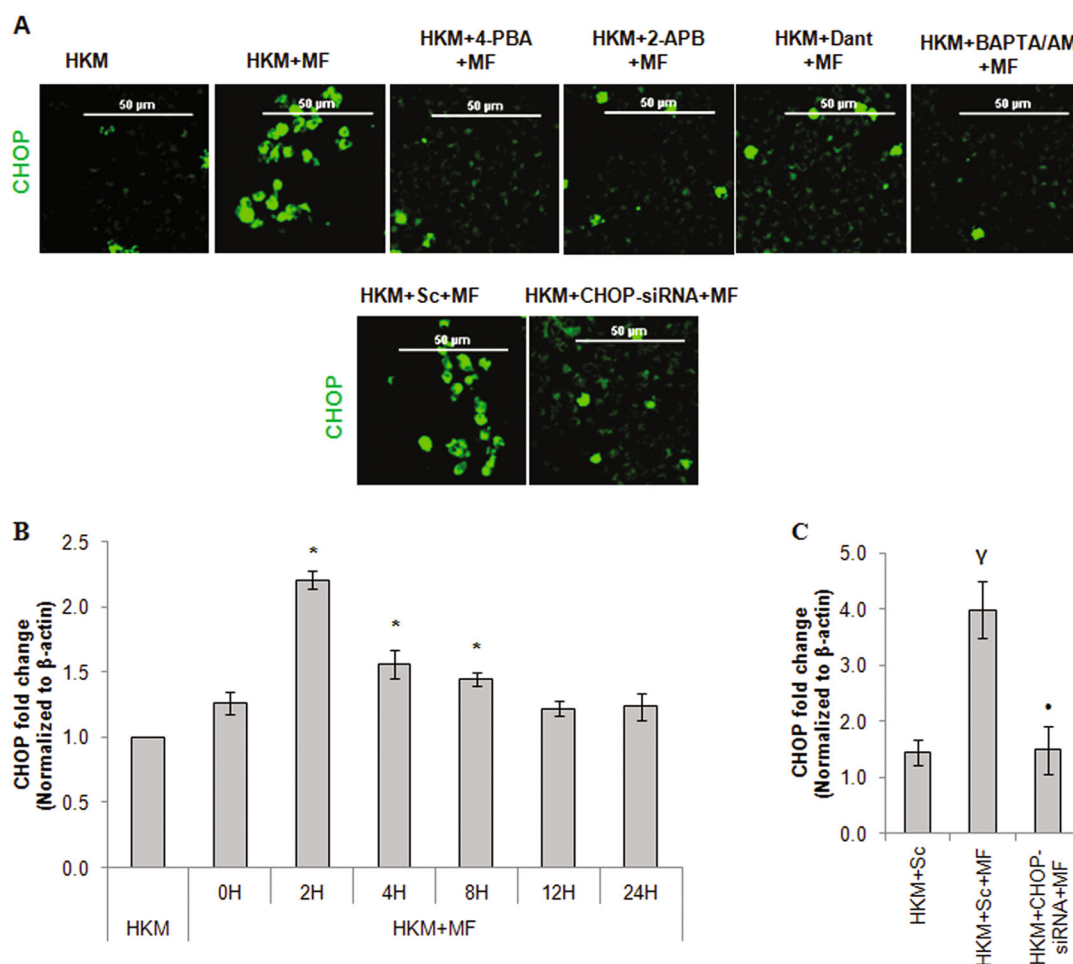 A
HKM
HKM+MF
HKM+4-PBA
+MF
HKM+2-APB
+MF
HKM+Dant
+MF
HKM+BAPTA/AM
+MF
CHOP
50 µm
50 µm
50 µm
50 µm
50 µm
50 µm
HKM+Sc+MF
HKM+CHOP-siRNA+MF
CHOP
50 µm
50 µm
B
CHOP fold change
(Normalized to β-actin)
2.5
2.0
1.5
1.0
0.5
0.0
*
*
*
0H
2H
4H
8H
12H
24H
HKM
HKM+MF
C
CHOP fold change
(Normalized to β-actin)
5.0
4.0
3.0
2.0
1.0
0.0
γ
•
HKM+Sc
HKM+Sc+MF
HKM+CHOP-
siRNA+MF